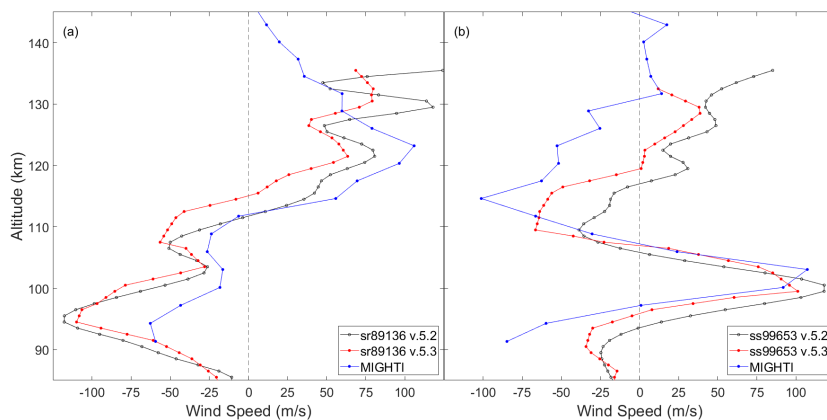 (a)
(b)
140
130
120
110
100
90
Altitude (km)
-100 -75 -50 -25 0 25 50 75 100
-100 -75 -50 -25 0 25 50 75 100
Wind Speed (m/s)
Wind Speed (m/s)
sr89136 v.5.2
sr89136 v.5.3
MIGHTI
ss99653 v.5.2
ss99653 v.5.3
MIGHTI